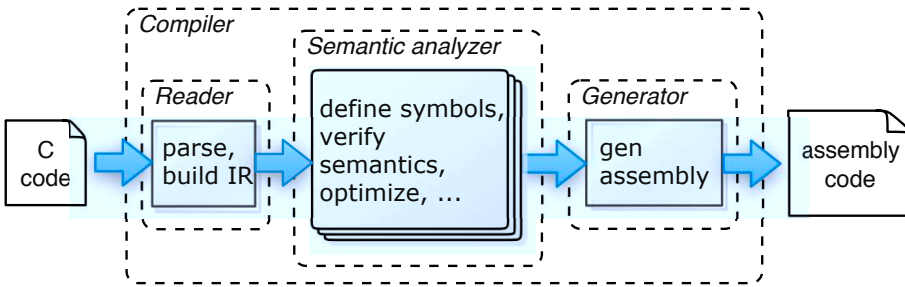 Compiler
Semantic analyzer
Reader
Generator
C
code
parse,
build IR
define symbols,
verify
semantics,
optimize, ...
gen
assembly
assembly
code